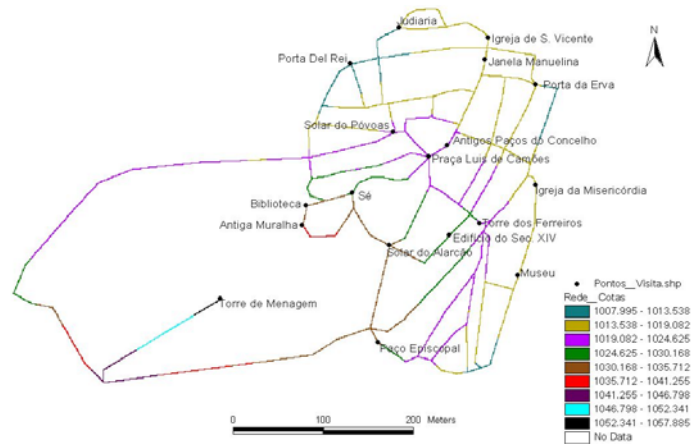 Judiaria
Igreja de S. Vicente
N
Porta Del Rei
Janela Manuelina
Porta da Erva
Solar do Póvoas
Antigos Paços do Concelho
Praça Luis de Camões
Igreja da Misericórdia
Sé
Biblioteca
Antiga Muralha
Torre dos Ferreiros
Edifício do Sec. XIV
Solar do Alarcão
Museu
Torre de Menagem
Paço Episcopal
Pontos__Visita.shp
Rede__Cotas
1007.995 - 1013.538
1013.538 - 1019.082
1019.082 - 1024.625
1024.625 - 1030.168
1030.168 - 1035.712
1035.712 - 1041.255
1041.255 - 1046.798
1046.798 - 1052.341
1052.341 - 1057.885
No Data
0 100 200 Meters